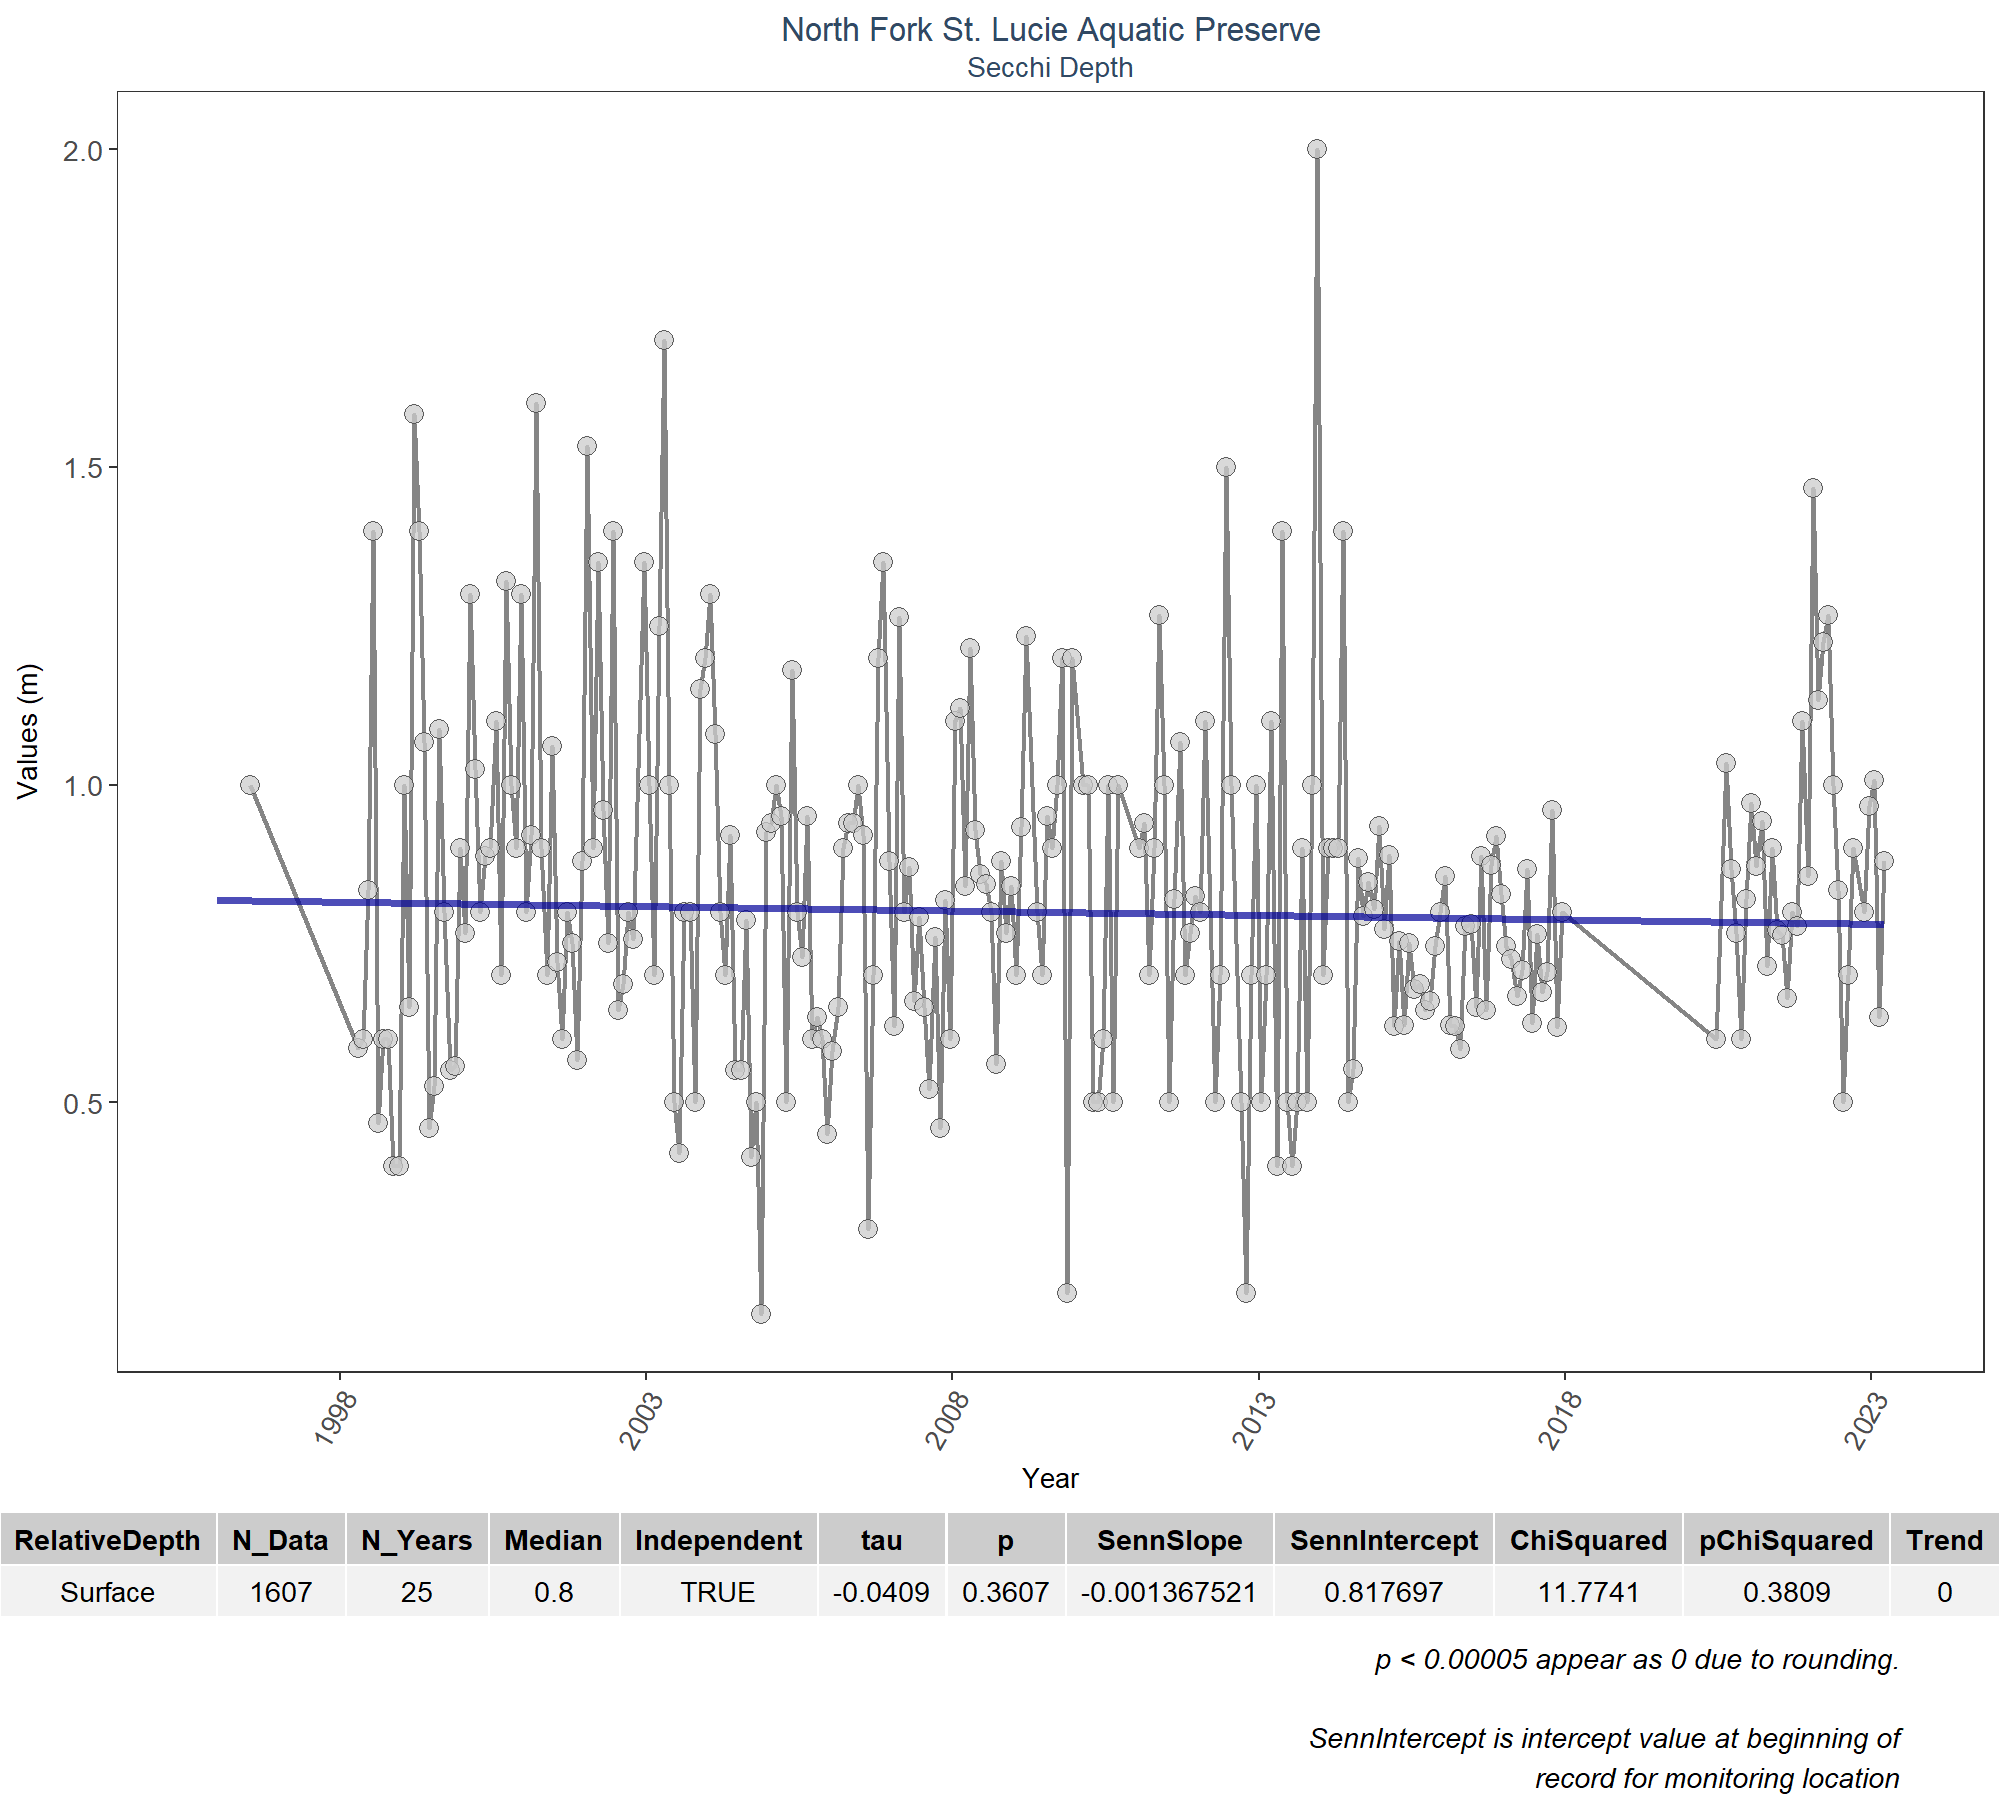 North Fork St. Lucie Aquatic Preserve
Secchi Depth
Values (m)
2.0
1.5
1.0
0.5
1998 2003 2008 2013 2018 2023
Year
RelativeDepth N_Data N_Years Median Independent tau p SennSlope SennIntercept ChiSquared pChiSquared Trend
Surface 1607 25 0.8 TRUE -0.0409 0.3607 -0.001367521 0.817697 11.7741 0.3809 0
p < 0.00005 appear as 0 due to rounding.
SennIntercept is intercept value at beginning of
record for monitoring location